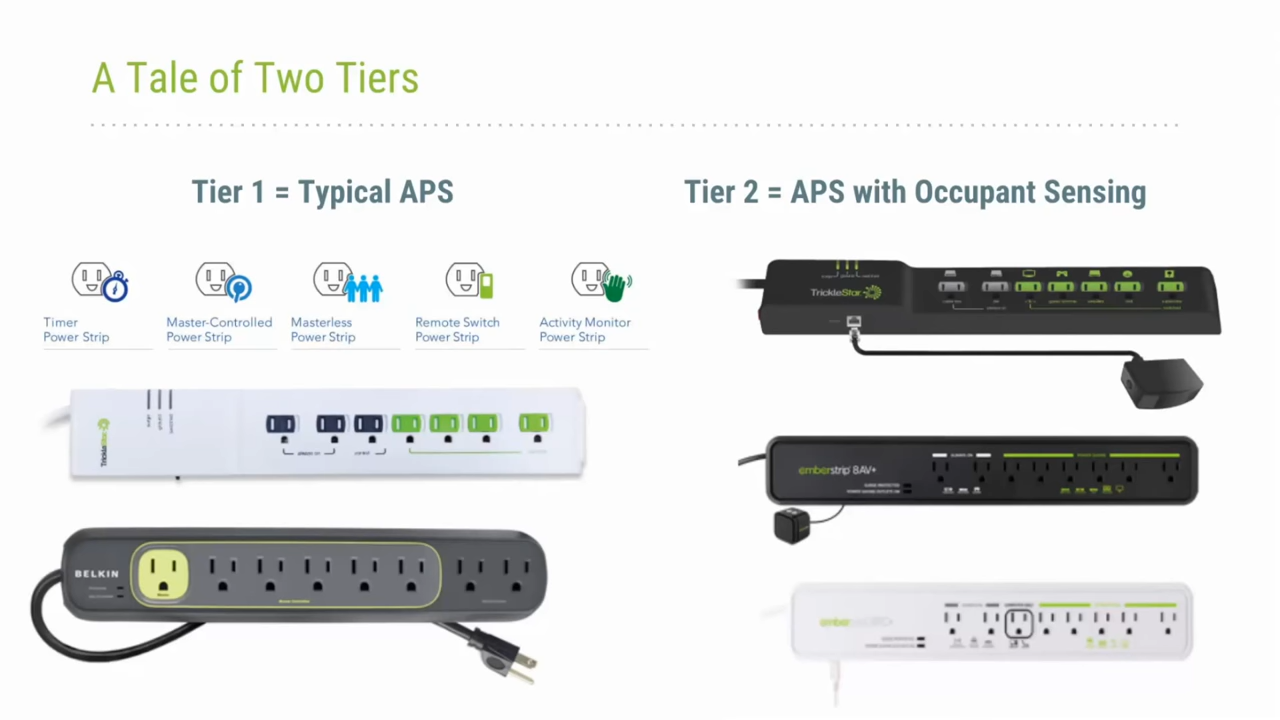 A Tale of Two Tiers
Tier 1 = Typical APS
Tier 2 = APS with Occupant Sensing
Timer
Power Strip
Master-Controlled
Power Strip
Masterless
Power Strip
Remote Switch
Power Strip
Activity Monitor
Power Strip
TrickleStar
TrickleStar
emberstrip 8AV+
BELKIN
ember